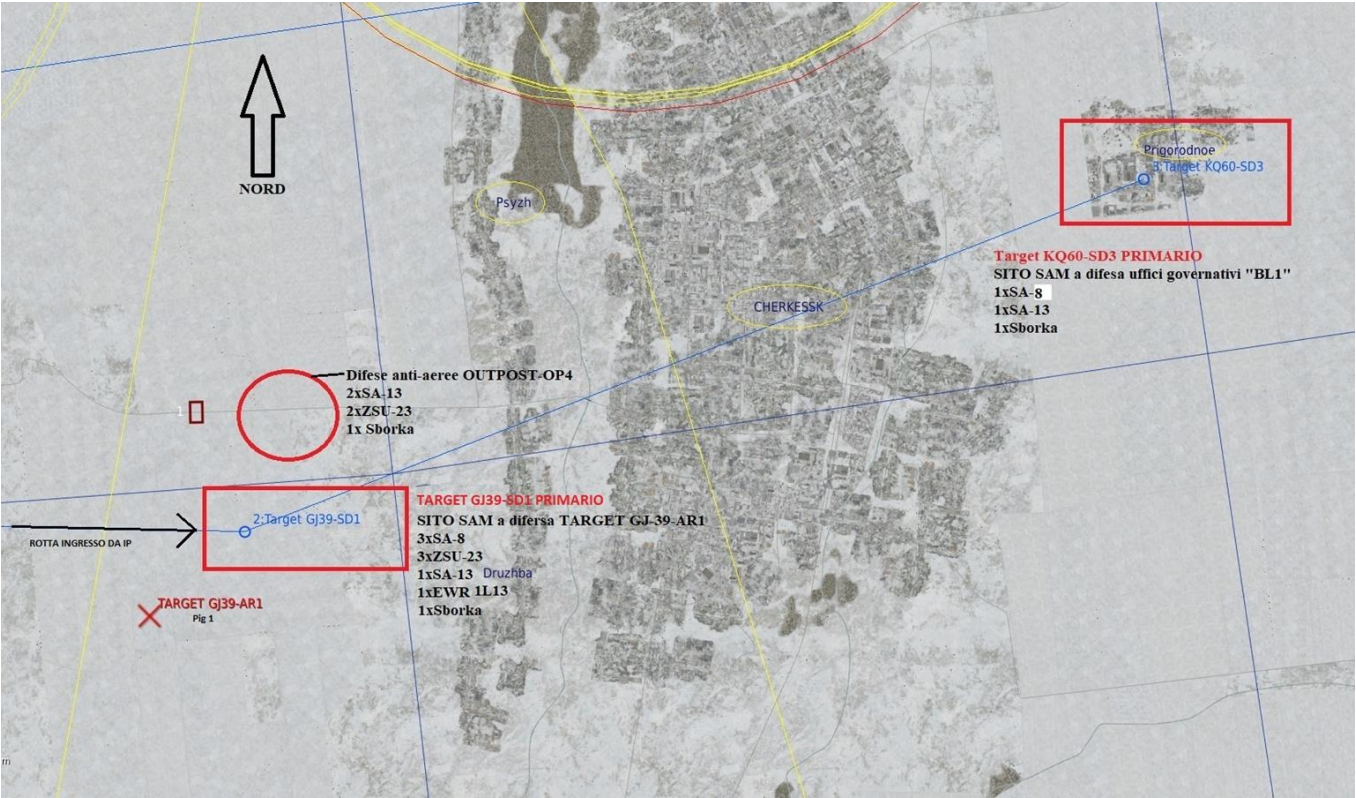 NORD
Prigorodnoe
3:Target KQ60-SD3
Psyzh
Target KQ60-SD3 PRIMARIO
SITO SAM a difesa uffici governativi "BL1"
1xSA-8
1xSA-13
1xSborka
CHERKESSK
Difese anti-aeree OUTPOST-OP4
2xSA-13
2xZSU-23
1x Sborka
1
TARGET GJ39-SD1 PRIMARIO
SITO SAM a difersa TARGET GJ-39-AR1
3xSA-8
3xZSU-23
1xSA-13
1xEWR 1L13
1xSborka
2:Target GJ39-SD1
ROTTA INGRESSO DA IP
Druzhba
TARGET GJ39-AR1
Pig 1